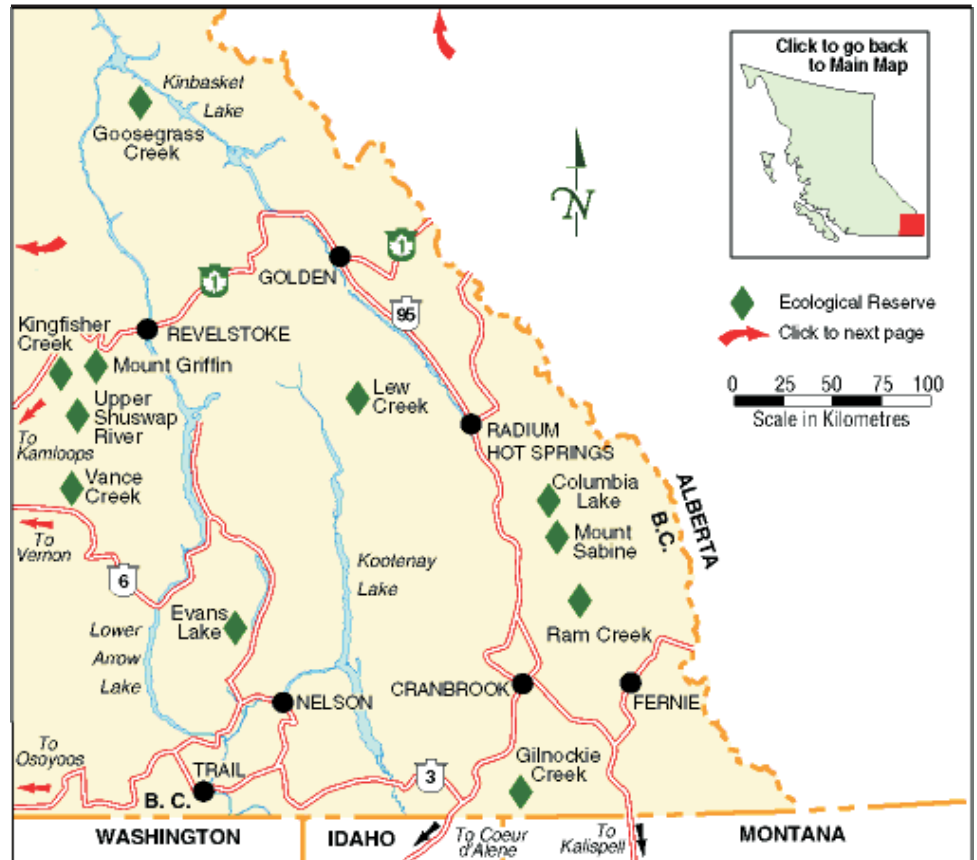 Click to go back
to Main Map
Kinbasket
Lake
Goosegrass
Creek
N
1
GOLDEN
1
95
Ecological Reserve
Click to next page
Kingfisher
Creek
REVELSTOKE
Mount Griffin
Upper
Shuswap
River
Lew
Creek
0 25 50 75 100
Scale in Kilometres
To
Kamloops
RADIUM
HOT SPRINGS
Vance
Creek
Columbia
Lake
Mount
Sabine
ALBERTA
B.C.
To
Vernon
6
Kootenay
Lake
Evans
Lake
Lower
Arrow
Lake
Ram Creek
NELSON
CRANBROOK
FERNIE
To
Osoyoos
TRAIL
B. C.
3
Gilnockie
Creek
WASHINGTON
IDAHO
To Coeur
d'Alene
To
Kalispell
MONTANA